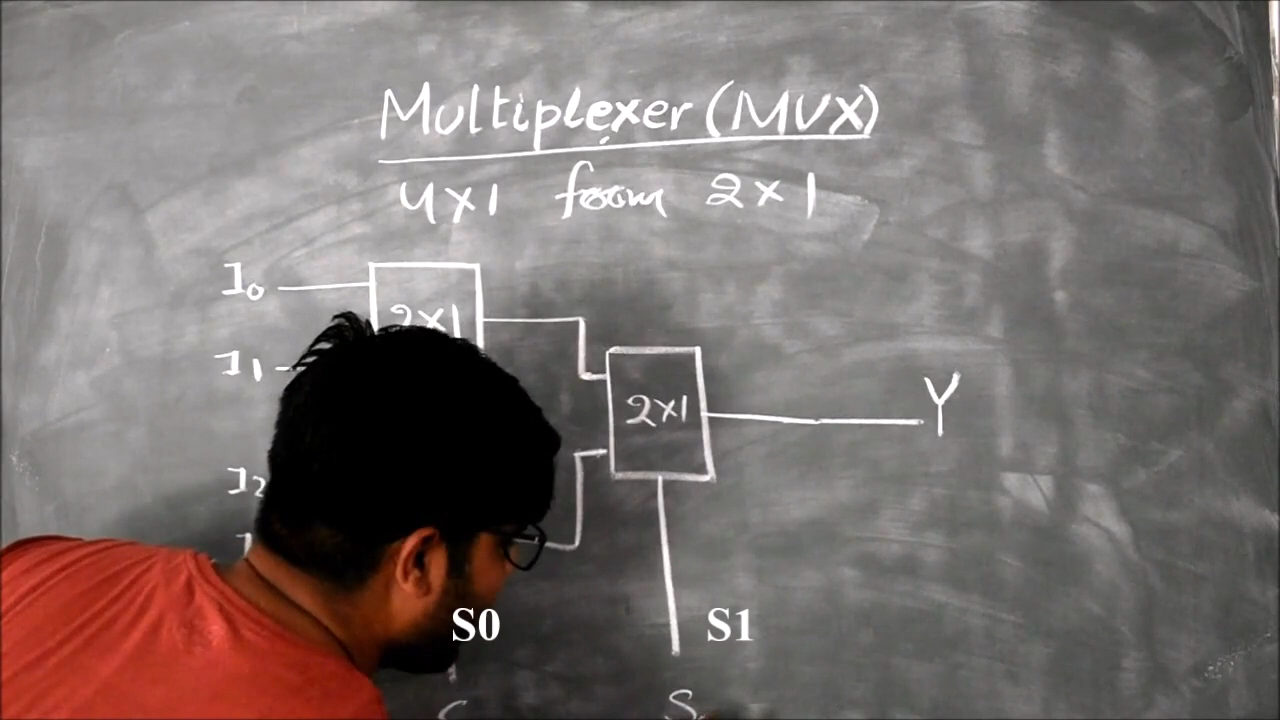 Multiplexer (MUX)
4x1 from 2x1
I0
2x1
I1
2x1
Y
I2
S0 S1
S